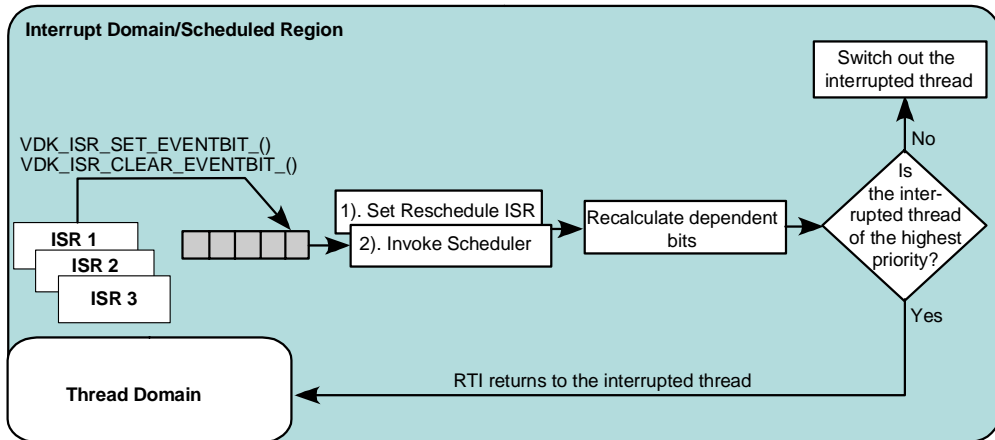 Interrupt Domain/Scheduled Region
Switch out the
interrupted thread
VDK_ISR_SET_EVENTBIT_()
VDK_ISR_CLEAR_EVENTBIT_()
No
Is
the inter-
rupted thread
of the highest
priority?
1). Set Reschedule ISR
2). Invoke Scheduler
Recalculate dependent
bits
ISR 1
ISR 2
ISR 3
Yes
RTI returns to the interrupted thread
Thread Domain